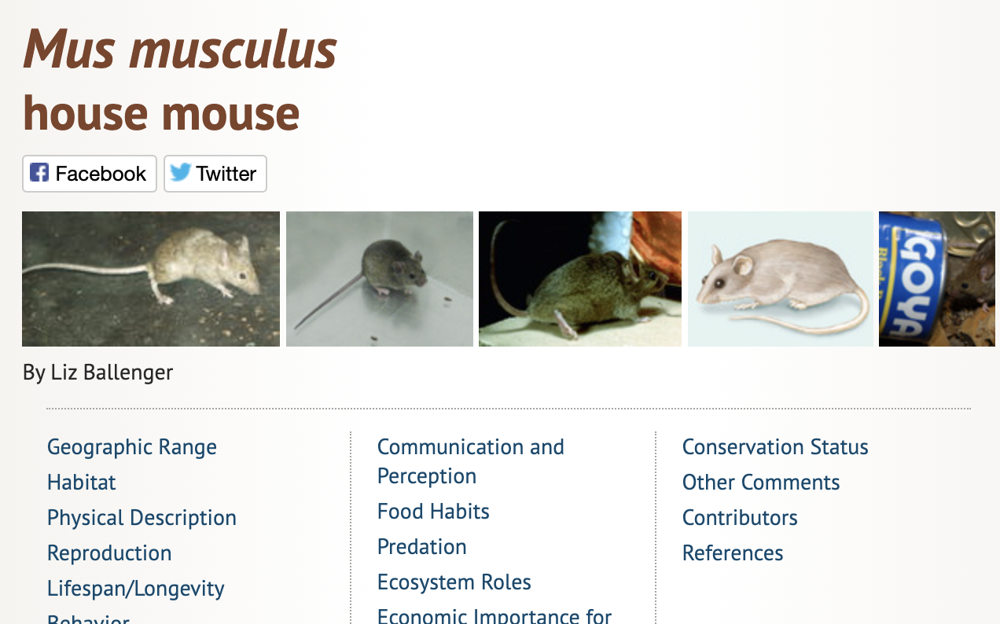 Mus musculus
house mouse
Facebook
Twitter
GOYA
By Liz Ballenger
Geographic Range
Habitat
Physical Description
Reproduction
Lifespan/Longevity
Behavior
Communication and
Perception
Food Habits
Predation
Ecosystem Roles
Economic Importance for
Conservation Status
Other Comments
Contributors
References